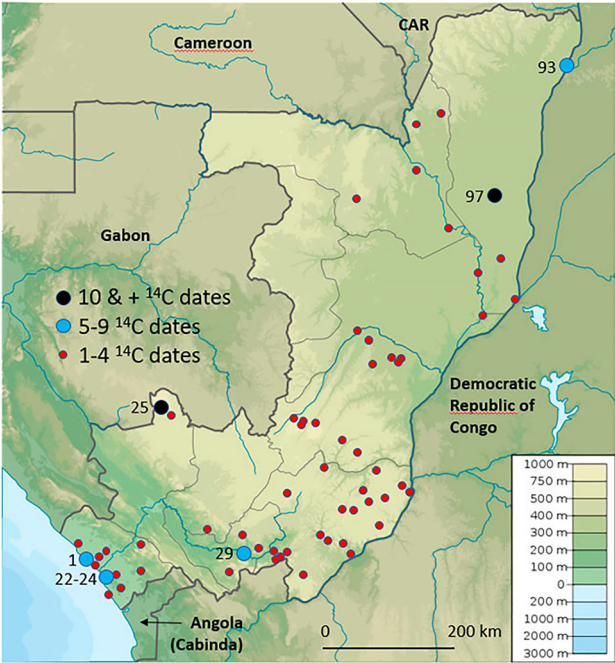 CAR
Cameroon
93
97
Gabon
10 & + ¹⁴C dates
5-9 ¹⁴C dates
1-4 ¹⁴C dates
Democratic
Republic of
Congo
25
1000 m
750 m
500 m
400 m
300 m
200 m
100 m
0
200 m
1000 m
2000 m
3000 m
29
1
22-24
Angola
(Cabinda)
0
200 km